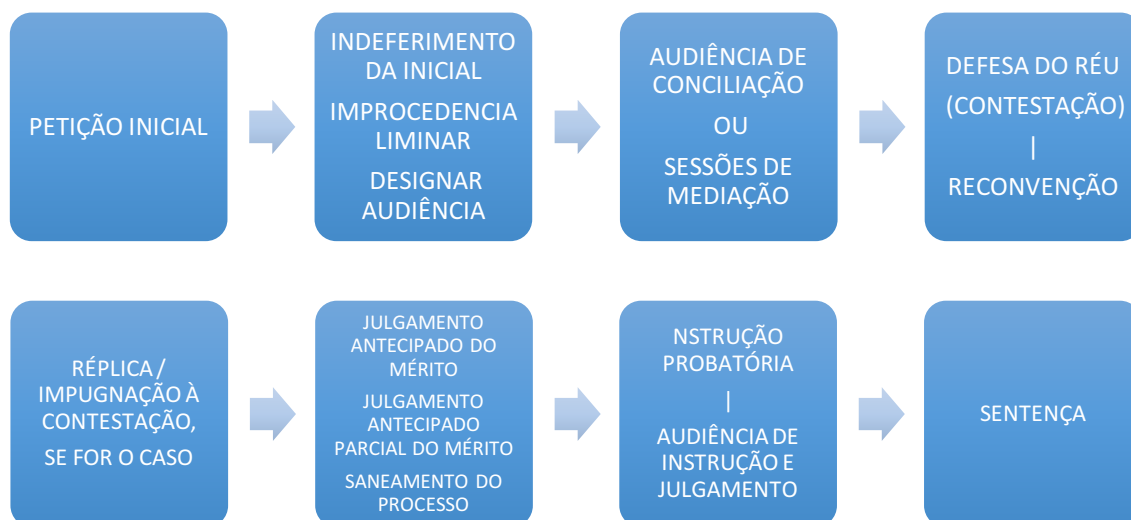 PETIÇÃO INICIAL
INDEFERIMENTO
DA INICIAL
IMPROCEDENCIA
LIMINAR
DESIGNAR
AUDIÊNCIA
AUDIÊNCIA DE
CONCILIAÇÃO
OU
SESSÕES DE
MEDIAÇÃO
DEFESA DO RÉU
(CONTESTAÇÃO)
|
RECONVENÇÃO
RÉPLICA /
IMPUGNAÇÃO À
CONTESTAÇÃO,
SE FOR O CASO
JULGAMENTO
ANTECIPADO DO
MÉRITO
JULGAMENTO
ANTECIPADO
PARCIAL DO MÉRITO
SANEAMENTO DO
PROCESSO
NSTRUÇÃO
PROBATÓRIA
|
AUDIÊNCIA DE
INSTRUÇÃO E
JULGAMENTO
SENTENÇA